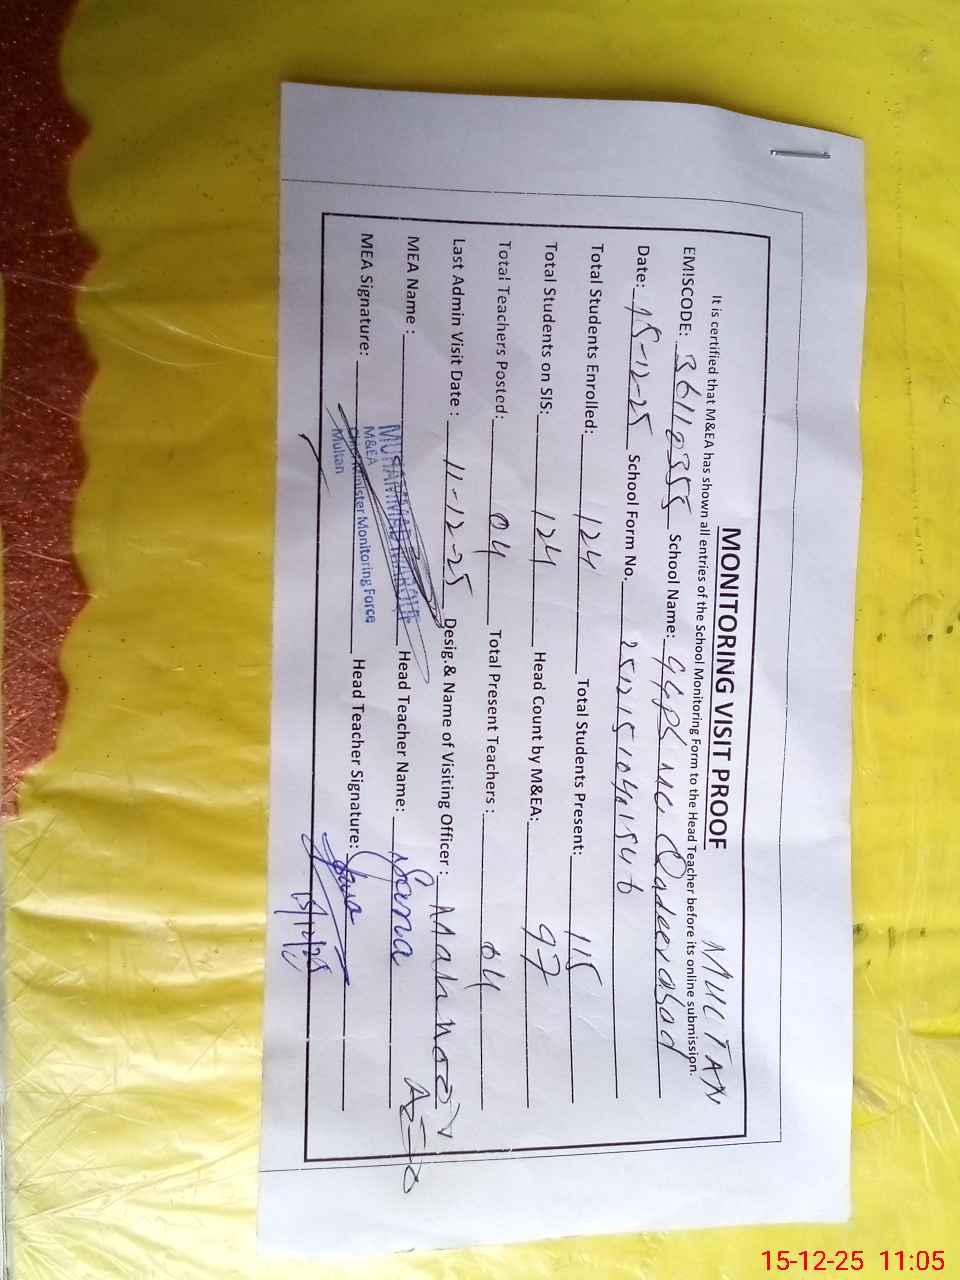 MONITORING VISIT PROOF
MULTAN
It is certified that M&EA has shown all entries of the School Monitoring Form to the Head Teacher before its online submission.
EMISCODE: 36110355 School Name: GGPS MC Qadeerabad
Date: 15-12-25 School Form No.
Total Students Enrolled: 124 Total Students Present: 115
Total Students on SIS: 124 Head Count by M&EA: 97
Total Teachers Posted: 04 Total Present Teachers : 04
Last Admin Visit Date : 11-12-25 Desig.& Name of Visiting Officer : Mahnoor
MEA Name : MUHAMMAD Head Teacher Name: Sana
M&EA
Chief Minister Monitoring Force
Multan
MEA Signature: Head Teacher Signature:
15/12/25
15-12-25 11:05